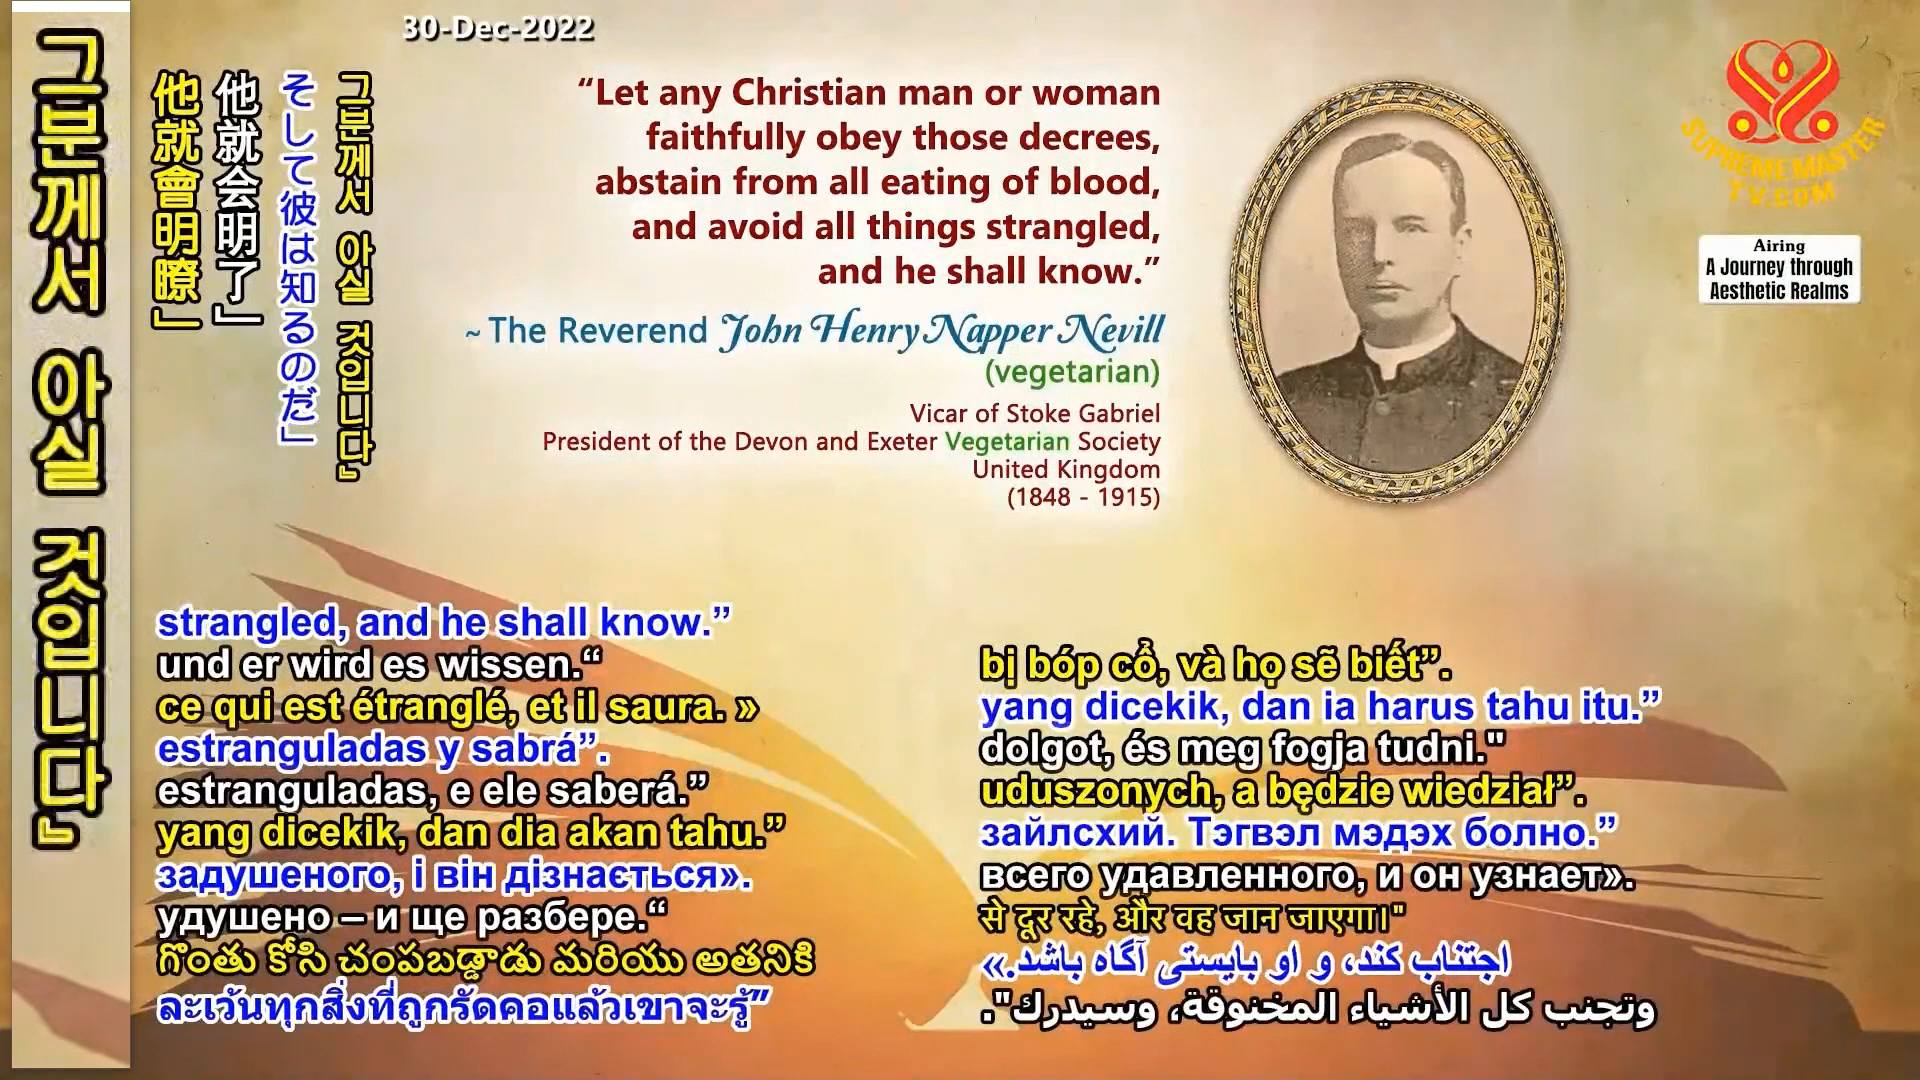 30-Dec-2022
그분께서 아실 것입니다』
他就會明瞭」
他就会明了」
そして彼は知るのだ」
그분께서 아실 것입니다』
“Let any Christian man or woman
faithfully obey those decrees,
abstain from all eating of blood,
and avoid all things strangled,
and he shall know.”
~ The Reverend John Henry Napper Nevill
(vegetarian)
Vicar of Stoke Gabriel
President of the Devon and Exeter Vegetarian Society
United Kingdom
(1848 - 1915)
SUPREME MASTER
TV.COM
Airing
A Journey through
Aesthetic Realms
strangled, and he shall know.”
und er wird es wissen.“
ce qui est étranglé, et il saura. »
estranguladas y sabrá”.
estranguladas, e ele saberá.”
yang dicekik, dan dia akan tahu.”
задушеного, і він дізнається».
удушено – и ще разбере.“
గొంతు కోసి చంపబడ్డాడు మరియు అతనికి
ละเว้นทุกสิ่งที่ถูกรัดคอแล้วเขาจะรู้”
bị bóp cổ, và họ sẽ biết”.
yang dicekik, dan ia harus tahu itu.”
dolgot, és meg fogja tudni."
uduszonych, a będzie wiedział”.
зайлсхий. Тэгвэл мэдэх болно.”
всего удавленного, и он узнает».
से दूर रहे, और वह जान जाएगा।"
اجتناب کند، و او بایستی آگاه باشد.»
وتجنب كل الأشياء المخنوقة، وسيدرك".